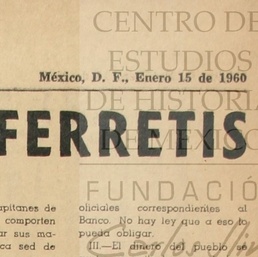 CENTRO DE
ESTUDIOS
México, D. F., Enero 15 de 1960
DE HISTORIA
FERRETIS
DE MEXICO
FUNDACIÓ
apitanes de
comporten
ar sus ma-
ca sed de
oficiales correspondientes al
Banco. No hay ley que a eso lo
pueda obligar.
III.—El dinero del pueblo se